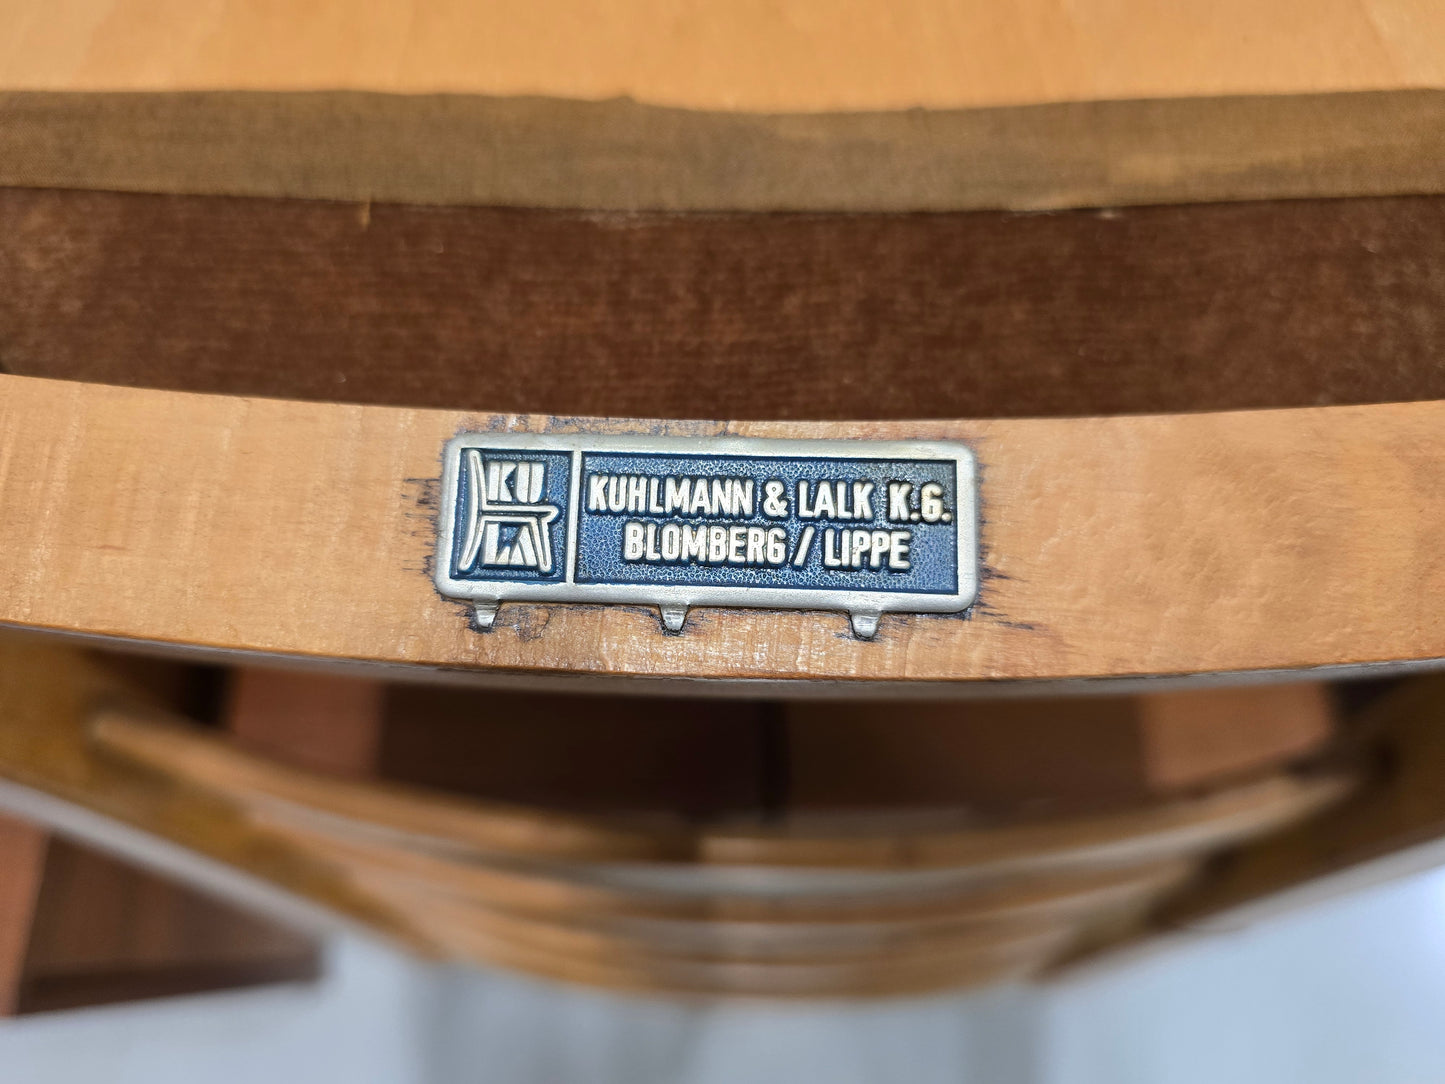 KU
LA
KUHLMANN & LALK K.G.
BLOMBERG / LIPPE